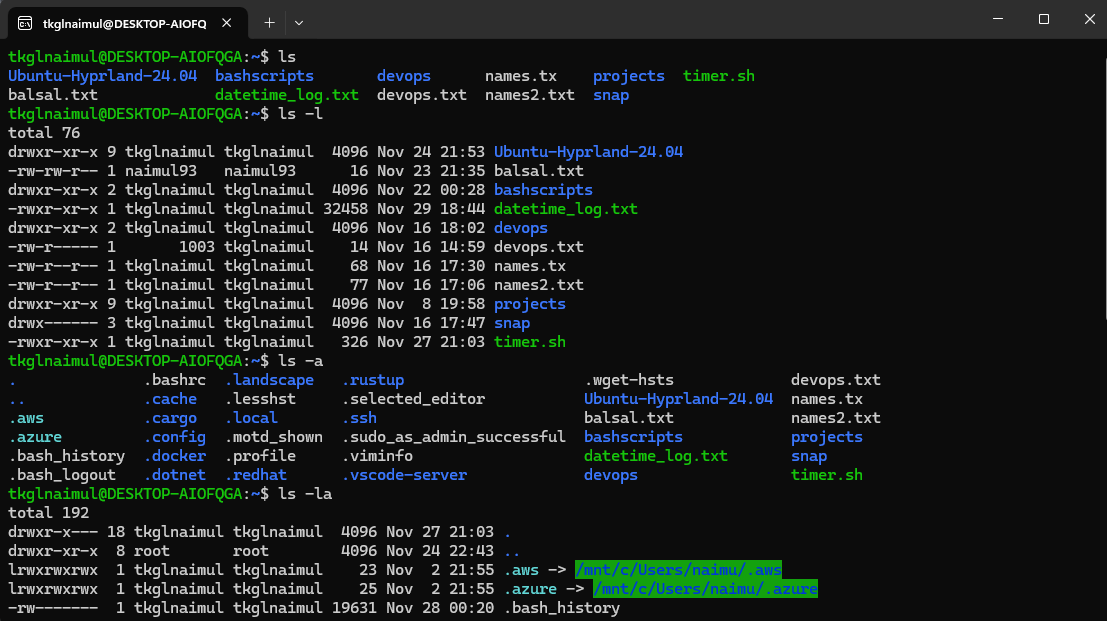 tkglnaimul@DESKTOP-AIOFQ
tkglnaimul@DESKTOP-AIOFQGA:~$ ls
Ubuntu-Hyprland-24.04  bashscripts       devops      names.tx    projects  timer.sh
balsal.txt             datetime_log.txt  devops.txt  names2.txt  snap
tkglnaimul@DESKTOP-AIOFQGA:~$ ls -l
total 76
drwxr-xr-x 9 tkglnaimul tkglnaimul  4096 Nov 24 21:53 Ubuntu-Hyprland-24.04
-rw-rw-r-- 1 naimul93   naimul93      16 Nov 23 21:35 balsal.txt
drwxr-xr-x 2 tkglnaimul tkglnaimul  4096 Nov 22 00:28 bashscripts
-rwxr-xr-x 1 tkglnaimul tkglnaimul 32458 Nov 29 18:44 datetime_log.txt
drwxr-xr-x 2 tkglnaimul tkglnaimul  4096 Nov 16 18:02 devops
-rw-r----- 1       1003 tkglnaimul    14 Nov 16 14:59 devops.txt
-rw-r--r-- 1 tkglnaimul tkglnaimul    68 Nov 16 17:30 names.tx
-rw-r--r-- 1 tkglnaimul tkglnaimul    77 Nov 16 17:06 names2.txt
drwxr-xr-x 9 tkglnaimul tkglnaimul  4096 Nov  8 19:58 projects
drwx------ 3 tkglnaimul tkglnaimul  4096 Nov 16 17:47 snap
-rwxr-xr-x 1 tkglnaimul tkglnaimul   326 Nov 27 21:03 timer.sh
tkglnaimul@DESKTOP-AIOFQGA:~$ ls -a
.              .bashrc  .landscape   .rustup                    .wget-hsts             devops.txt
..             .cache   .lesshst     .selected_editor           Ubuntu-Hyprland-24.04  names.tx
.aws           .cargo   .local       .ssh                       balsal.txt             names2.txt
.azure         .config  .motd_shown  .sudo_as_admin_successful  bashscripts            projects
.bash_history  .docker  .profile     .viminfo                   datetime_log.txt       snap
.bash_logout   .dotnet  .redhat      .vscode-server             devops                 timer.sh
tkglnaimul@DESKTOP-AIOFQGA:~$ ls -la
total 192
drwxr-x--- 18 tkglnaimul tkglnaimul  4096 Nov 27 21:03 .
drwxr-xr-x  8 root       root        4096 Nov 24 22:43 ..
lrwxrwxrwx  1 tkglnaimul tkglnaimul    23 Nov  2 21:55 .aws -> /mnt/c/Users/naimu/.aws
lrwxrwxrwx  1 tkglnaimul tkglnaimul    25 Nov  2 21:55 .azure -> /mnt/c/Users/naimu/.azure
-rw-------  1 tkglnaimul tkglnaimul 19631 Nov 28 00:20 .bash_history